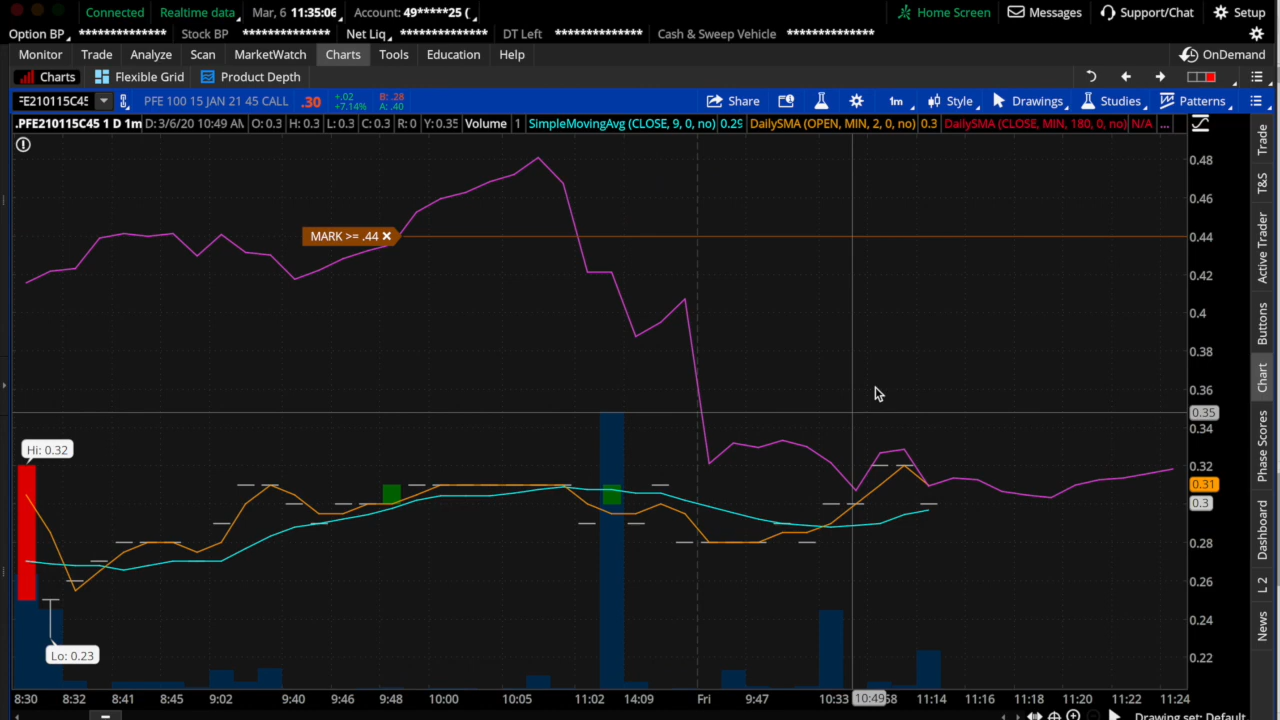 Connected Realtime data Mar, 6 11:35:06 Account: 49*****25 ( Home Screen Messages Support/Chat Setup
Option BP ************** Stock BP ************** Net Liq ************** DT Left ************** Cash & Sweep Vehicle **************
Monitor Trade Analyze Scan MarketWatch Charts Tools Education Help OnDemand
Charts Flexible Grid Product Depth
FE210115C45 PFE 100 15 JAN 21 45 CALL .30 +.02 +7.14% B: .28 A: .40 Share 1m Style Drawings Studies Patterns
.PFE210115C45 1 D 1m D: 3/6/20 10:49 AM O: 0.3 H: 0.3 L: 0.3 C: 0.3 R: 0 Y: 0.35 Volume 1 SimpleMovingAvg (CLOSE, 9, 0, no) 0.29 DailySMA (OPEN, MIN, 2, 0, no) 0.3 DailySMA (CLOSE, MIN, 180, 0, no) N/A ...
0.48
0.46
MARK >= .44 0.44
0.42
0.4
0.38
0.36
0.35
0.34
Hi: 0.32
0.32
0.31
0.3
0.28
0.26
0.24
Lo: 0.23
0.22
8:30 8:32 8:41 8:45 9:02 9:40 9:46 9:48 10:00 10:05 11:02 14:09 Fri 9:47 10:33 10:49 58 11:14 11:16 11:18 11:20 11:22 11:24
Drawing set: Default
Trade
T&S
Active Trader
Buttons
Chart
Phase Scores
Dashboard
L 2
News